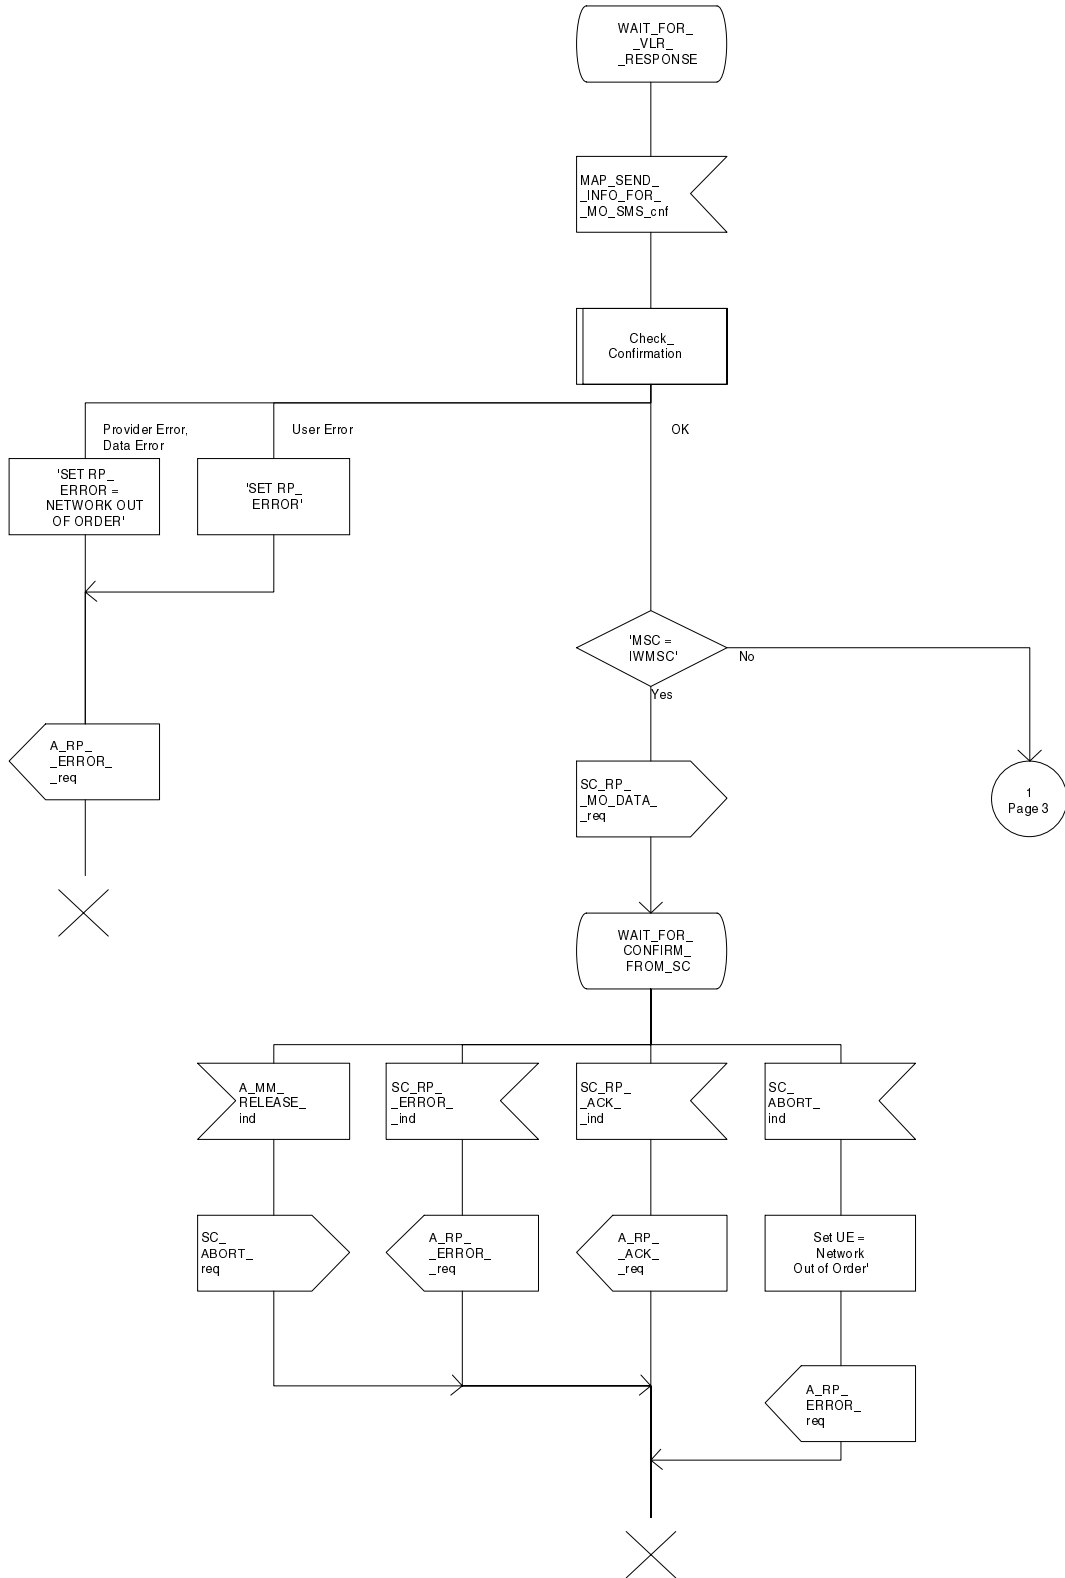 WAIT_FOR_
_VLR_
_RESPONSE
MAP_SEND_
_INFO_FOR_
_MO_SMS_cnf
Check_
Confirmation
Provider Error,
Data Error
User Error
OK
'SET RP_
ERROR =
NETWORK OUT
OF ORDER'
'SET RP_
ERROR'
'MSC =
IWMSC'
No
Yes
A_RP_
_ERROR_
_req
SC_RP_
_MO_DATA_
_req
1
Page 3
WAIT_FOR_
CONFIRM_
FROM_SC
A_MM_
RELEASE_
ind
SC_RP_
_ERROR_
_ind
SC_RP_
_ACK_
_ind
SC_
ABORT_
ind
SC_
ABORT_
req
A_RP_
_ERROR_
_req
A_RP_
_ACK_
_req
Set UE =
Network
Out of Order'
A_RP_
ERROR_
req